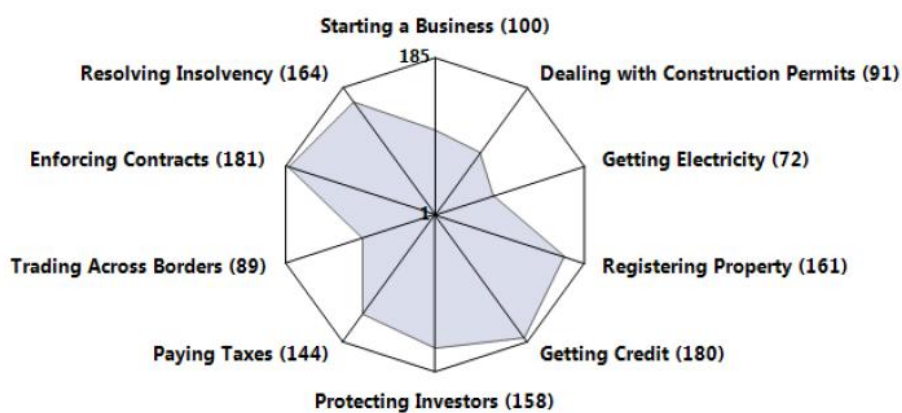 Starting a Business (100)
185
Resolving Insolvency (164)
Dealing with Construction Permits (91)
Enforcing Contracts (181)
Getting Electricity (72)
1
Trading Across Borders (89)
Registering Property (161)
Paying Taxes (144)
Getting Credit (180)
Protecting Investors (158)